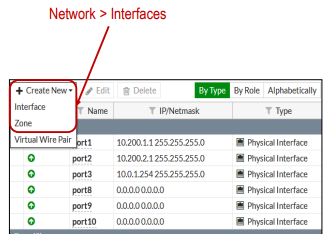 Network > Interfaces
Create New Edit Delete By Type By Role Alphabetically
Interface
Zone
Virtual Wire Pair
Name IP/Netmask Type
port1 10.200.1.1 255.255.255.0 Physical Interface
port2 10.200.2.1 255.255.255.0 Physical Interface
port3 10.0.1.254 255.255.255.0 Physical Interface
port8 0.0.0.0 0.0.0.0 Physical Interface
port9 0.0.0.0 0.0.0.0 Physical Interface
port10 0.0.0.0 0.0.0.0 Physical Interface